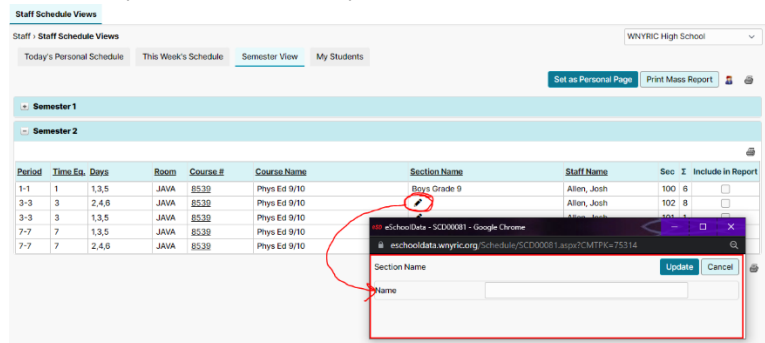 Staff Schedule Views
Staff › Staff Schedule Views
WNYRIC High School
Today's Personal Schedule This Week's Schedule Semester View My Students
Set as Personal Page Print Mass Report
+ Semester 1
- Semester 2
Period Time Eq. Days Room Course # Course Name Section Name Staff Name Sec Σ Include in Report
1-1 1 1,3,5 JAVA 8539 Phys Ed 9/10 Boys Grade 9 Allen, Josh 100 6
3-3 3 2,4,6 JAVA 8539 Phys Ed 9/10 Allen, Josh 102 8
3-3 3 1,3,5 JAVA 8539 Phys Ed 9/10 Allen, Josh 101 1
7-7 7 1,3,5 JAVA 8539 Phys Ed 9/10
7-7 7 2,4,6 JAVA 8539 Phys Ed 9/10
eSchoolData - SCD00081 - Google Chrome
eschooldata.wnyric.org/Schedule/SCD00081.aspx?CMTPK=75314
Section Name Update Cancel
Name